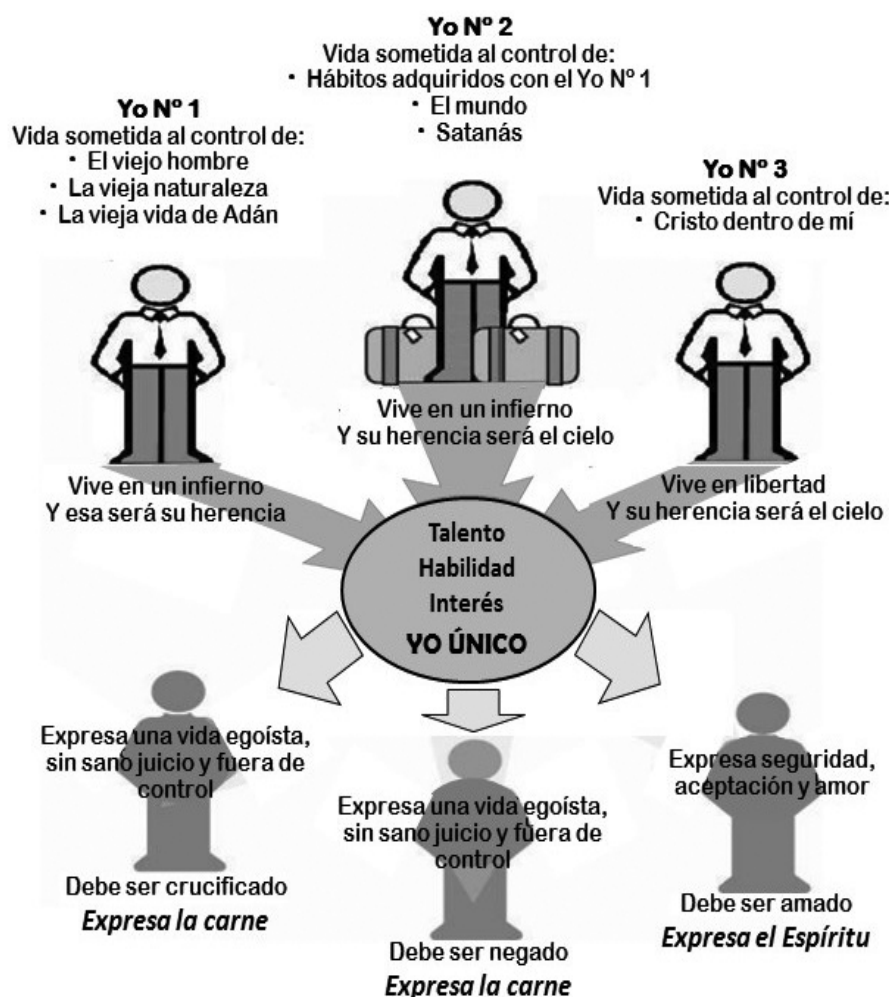 Yo Nº 1
Vida sometida al control de:
• El viejo hombre
• La vieja naturaleza
• La vieja vida de Adán
Yo Nº 2
Vida sometida al control de:
• Hábitos adquiridos con el Yo Nº 1
• El mundo
• Satanás
Yo Nº 3
Vida sometida al control de:
• Cristo dentro de mí
Vive en un infierno
Y esa será su herencia
Vive en un infierno
Y su herencia será el cielo
Vive en libertad
Y su herencia será el cielo
Talento
Habilidad
Interés
YO ÚNICO
Expresa una vida egoísta,
sin sano juicio y fuera de
control
Debe ser crucificado
Expresa la carne
Expresa una vida egoísta,
sin sano juicio y fuera de
control
Debe ser negado
Expresa la carne
Expresa seguridad,
aceptación y amor
Debe ser amado
Expresa el Espíritu